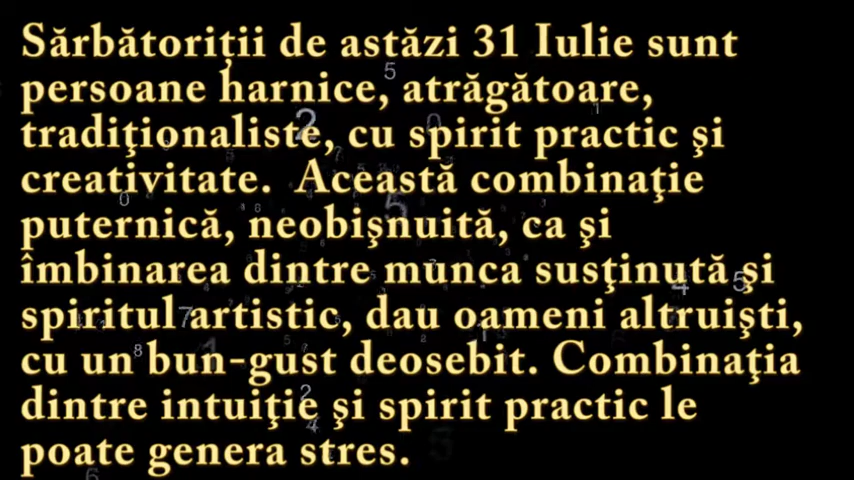 Sărbătoriții de astăzi 31 Iulie sunt
persoane harnice, atrăgătoare,
tradiţionaliste, cu spirit practic şi
creativitate. Această combinaţie
puternică, neobişnuită, ca şi
îmbinarea dintre munca susţinută şi
spiritul artistic, dau oameni altruişti,
cu un bun-gust deosebit. Combinaţia
dintre intuiţie şi spirit practic le
poate genera stres.